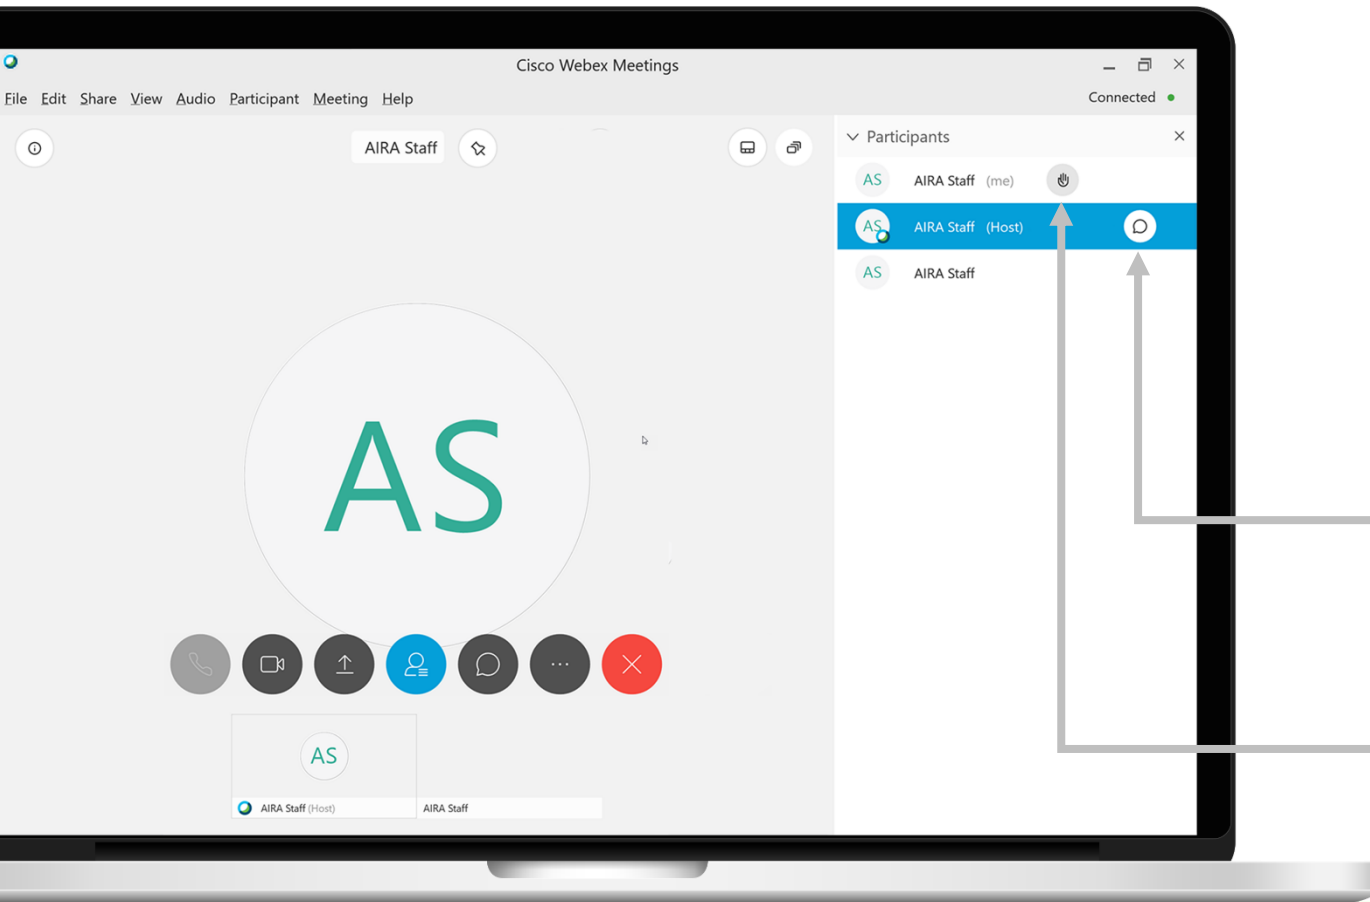 Cisco Webex Meetings
File Edit Share View Audio Participant Meeting Help
Connected
AIRA Staff
Participants
AS AIRA Staff (me)
AS AIRA Staff (Host)
AS AIRA Staff
AS
AS
AIRA Staff (Host)
AIRA Staff